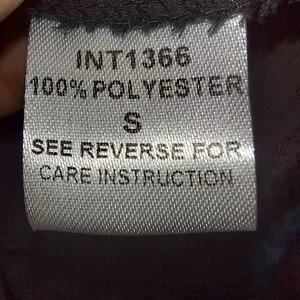 INT1366
100% POLYESTER
S
SEE REVERSE FOR
CARE INSTRUCTION